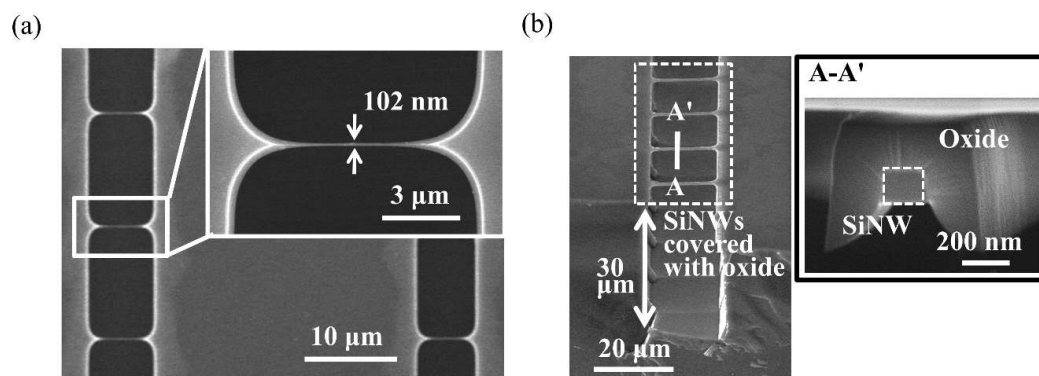 (a)
102 nm
3 µm
10 µm
(b)
A'
A
SiNWs
covered
with oxide
30
µm
20 µm
A-A'
Oxide
SiNW
200 nm